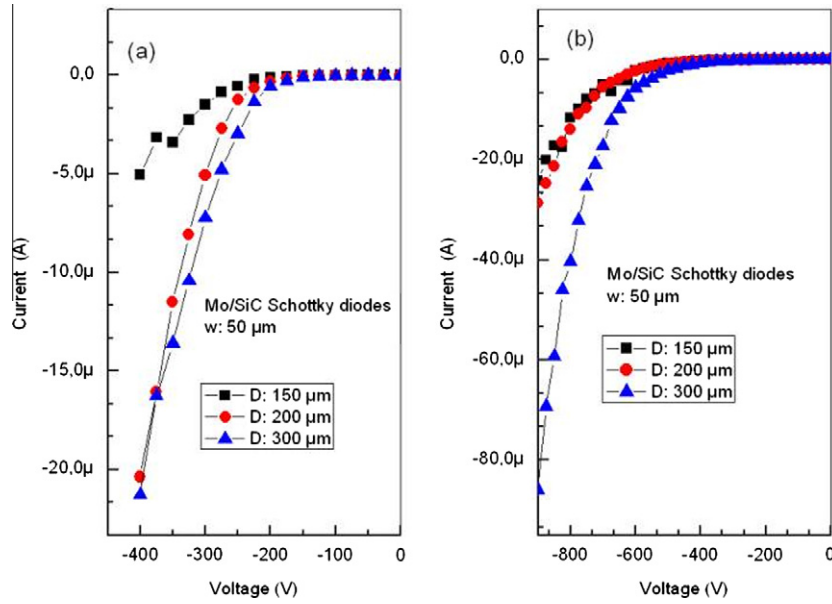 (a)
0,0
-5,0µ
-10,0µ
-15,0µ
-20,0µ
Current (A)
Mo/SiC Schottky diodes
w: 50 µm
D: 150 µm
D: 200 µm
D: 300 µm
-400 -300 -200 -100 0
Voltage (V)
(b)
0,0
-20,0µ
-40,0µ
-60,0µ
-80,0µ
Current (A)
Mo/SiC Schottky diodes
w: 50 µm
D: 150 µm
D: 200 µm
D: 300 µm
-800 -600 -400 -200 0
Voltage (V)